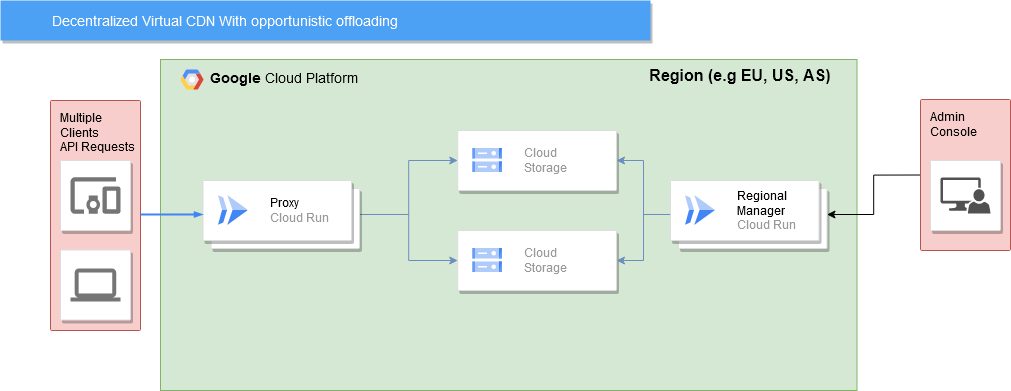 Decentralized Virtual CDN With opportunistic offloading
Google Cloud Platform
Region (e.g EU, US, AS)
Multiple
Clients
API Requests
Proxy
Cloud Run
Cloud
Storage
Cloud
Storage
Regional
Manager
Cloud Run
Admin
Console